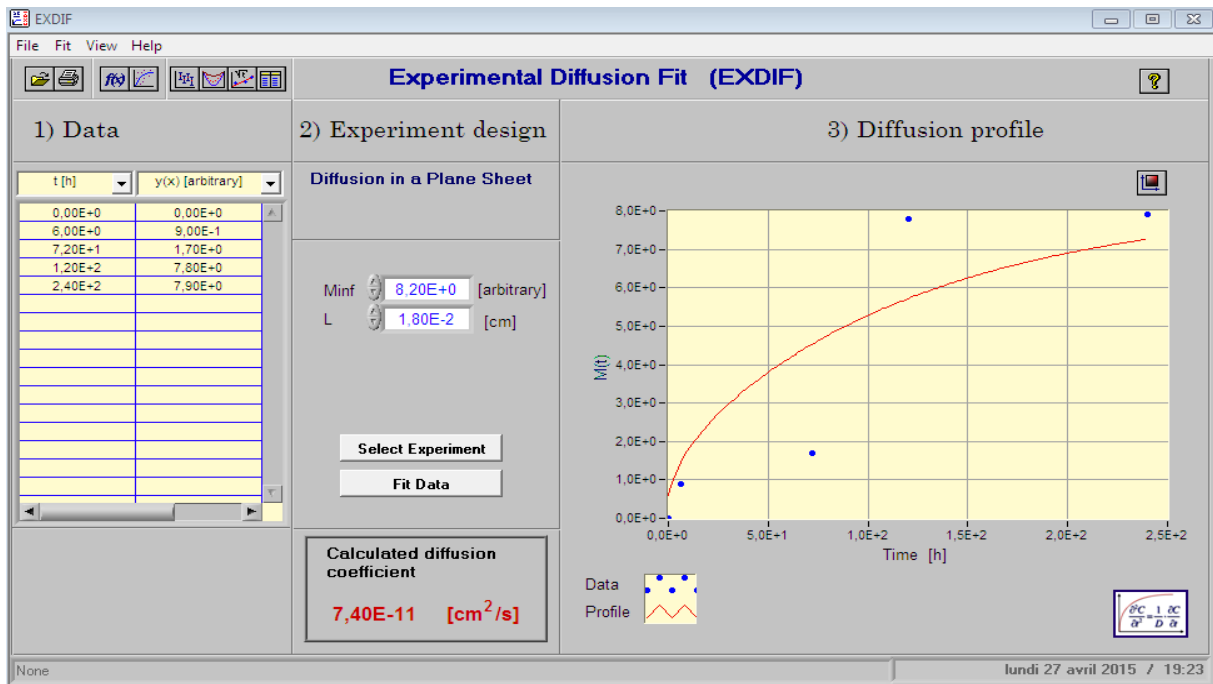 EXDIF
File Fit View Help
f(x)
Experimental Diffusion Fit (EXDIF)
?
1) Data
2) Experiment design
3) Diffusion profile
t [h] y(x) [arbitrary]
0,00E+0 0,00E+0
6,00E+0 9,00E-1
7,20E+1 1,70E+0
1,20E+2 7,80E+0
2,40E+2 7,90E+0
Diffusion in a Plane Sheet
Minf 8,20E+0 [arbitrary]
L 1,80E-2 [cm]
Select Experiment
Fit Data
Calculated diffusion
coefficient
7,40E-11 [cm²/s]
8,0E+0
7,0E+0
6,0E+0
5,0E+0
4,0E+0
3,0E+0
2,0E+0
1,0E+0
0,0E+0
M(t)
0,0E+0 5,0E+1 1,0E+2 1,5E+2 2,0E+2 2,5E+2
Time [h]
Data
Profile
None
lundi 27 avril 2015 / 19:23